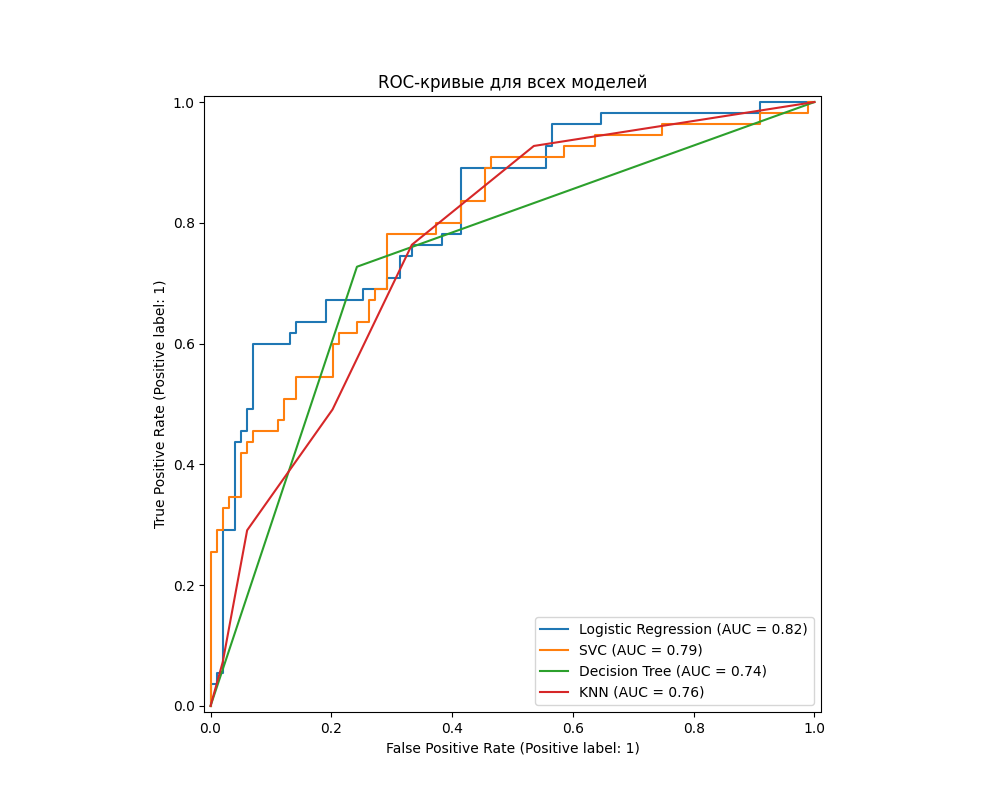 ROC-кривые для всех моделей
True Positive Rate (Positive label: 1)
1.0
0.8
0.6
0.4
0.2
0.0
Logistic Regression (AUC = 0.82)
SVC (AUC = 0.79)
Decision Tree (AUC = 0.74)
KNN (AUC = 0.76)
0.0 0.2 0.4 0.6 0.8 1.0
False Positive Rate (Positive label: 1)